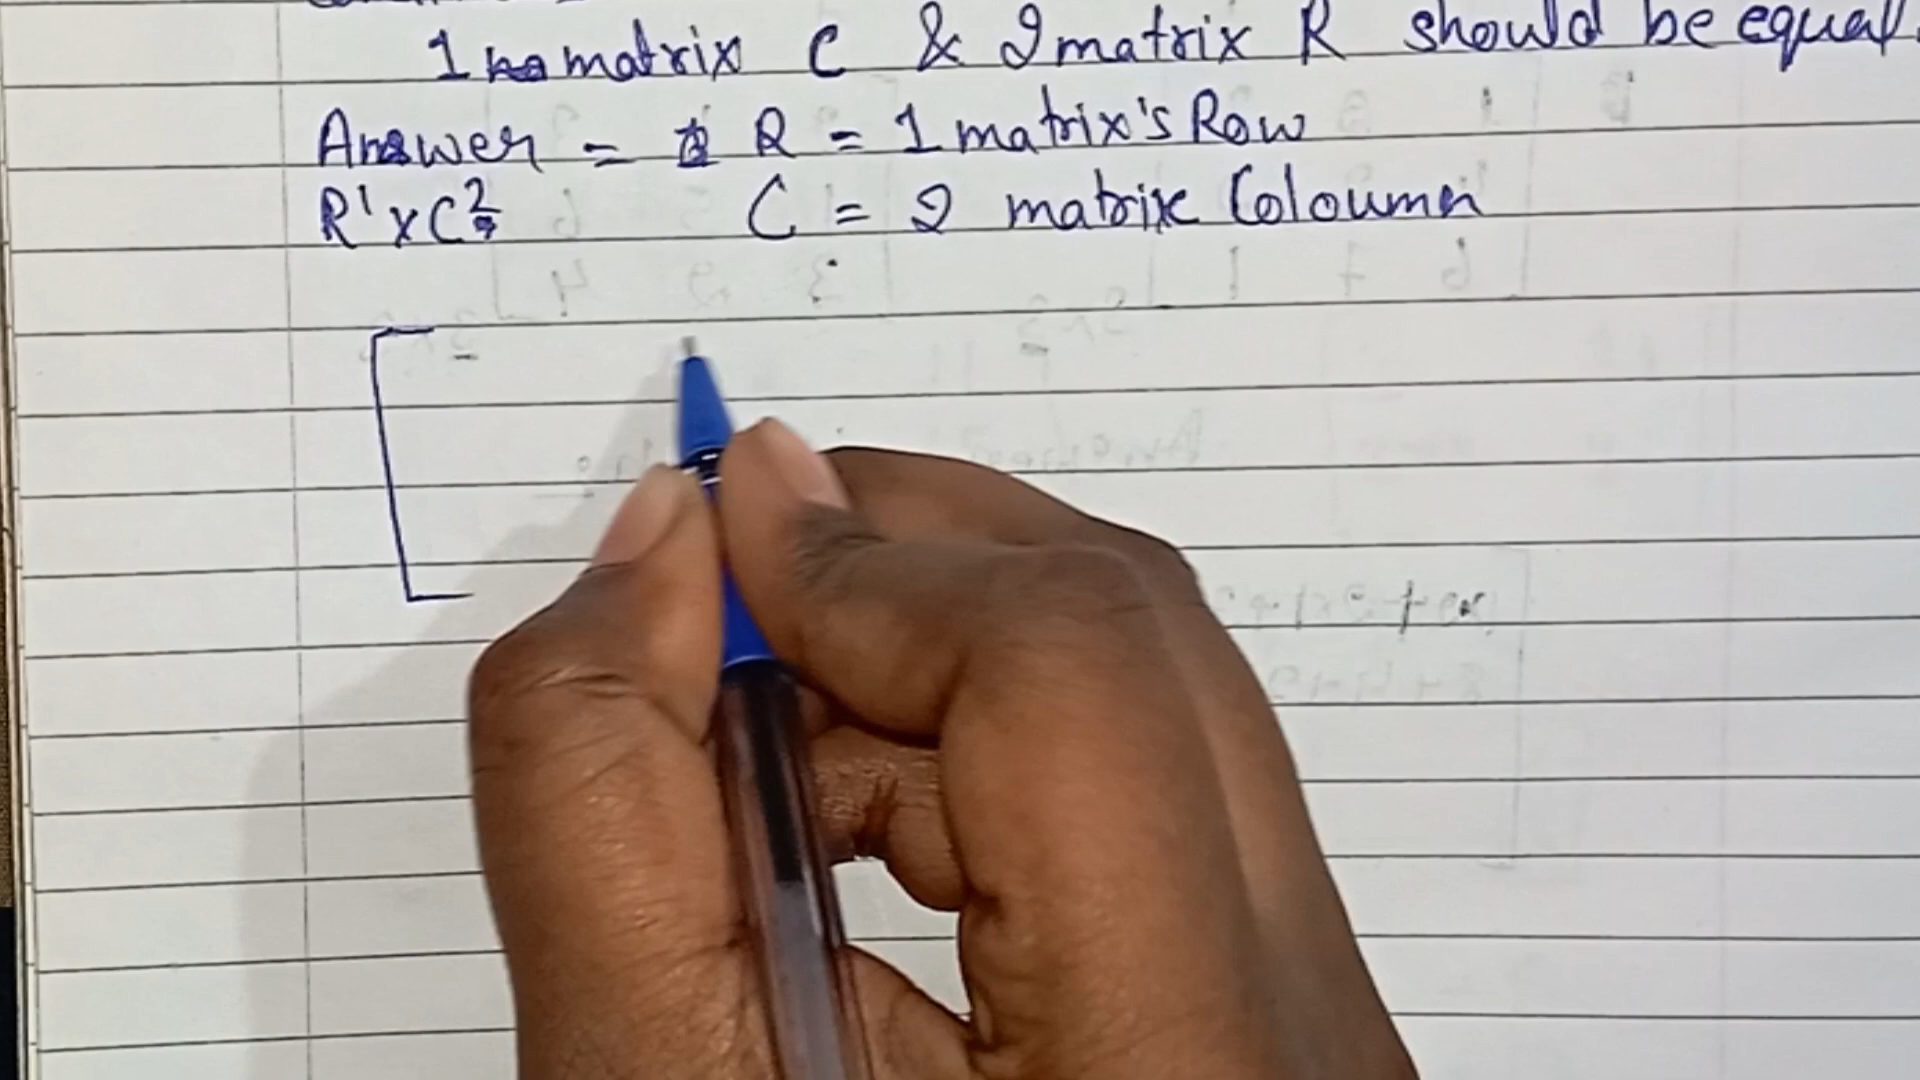 1 matrix C & 2 matrix R should be equal.
Answer = R = 1 matrix's Row
R¹ x C² C = 2 matrix Coloumn